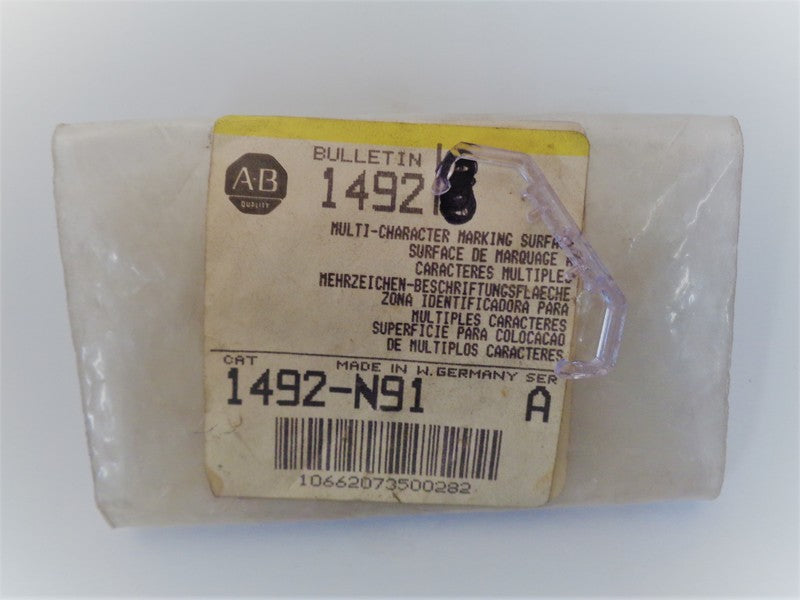 A-B
QUALITY
BULLETIN
1492
MULTI-CHARACTER MARKING
SURFACE DE MARQUAGE
CARACTERES MULTIPLES
MEHRZEICHEN-BESCHRIFTUNGSFLAECHE
ZONA IDENTIFICADORA PARA
MULTIPLES CARACTERES
SUPERFICIE PARA COLOCACAO
DE MULTIPLOS CARACTERES
CAT MADE IN W.GERMANY SER
1492-N91 A
10662073500282